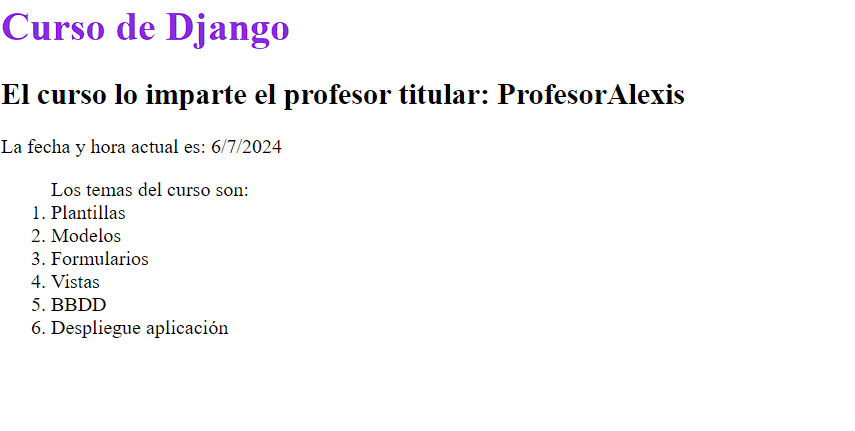 Curso de Django
El curso lo imparte el profesor titular: ProfesorAlexis
La fecha y hora actual es: 6/7/2024
Los temas del curso son:
1. Plantillas
2. Modelos
3. Formularios
4. Vistas
5. BBDD
6. Despliegue aplicación